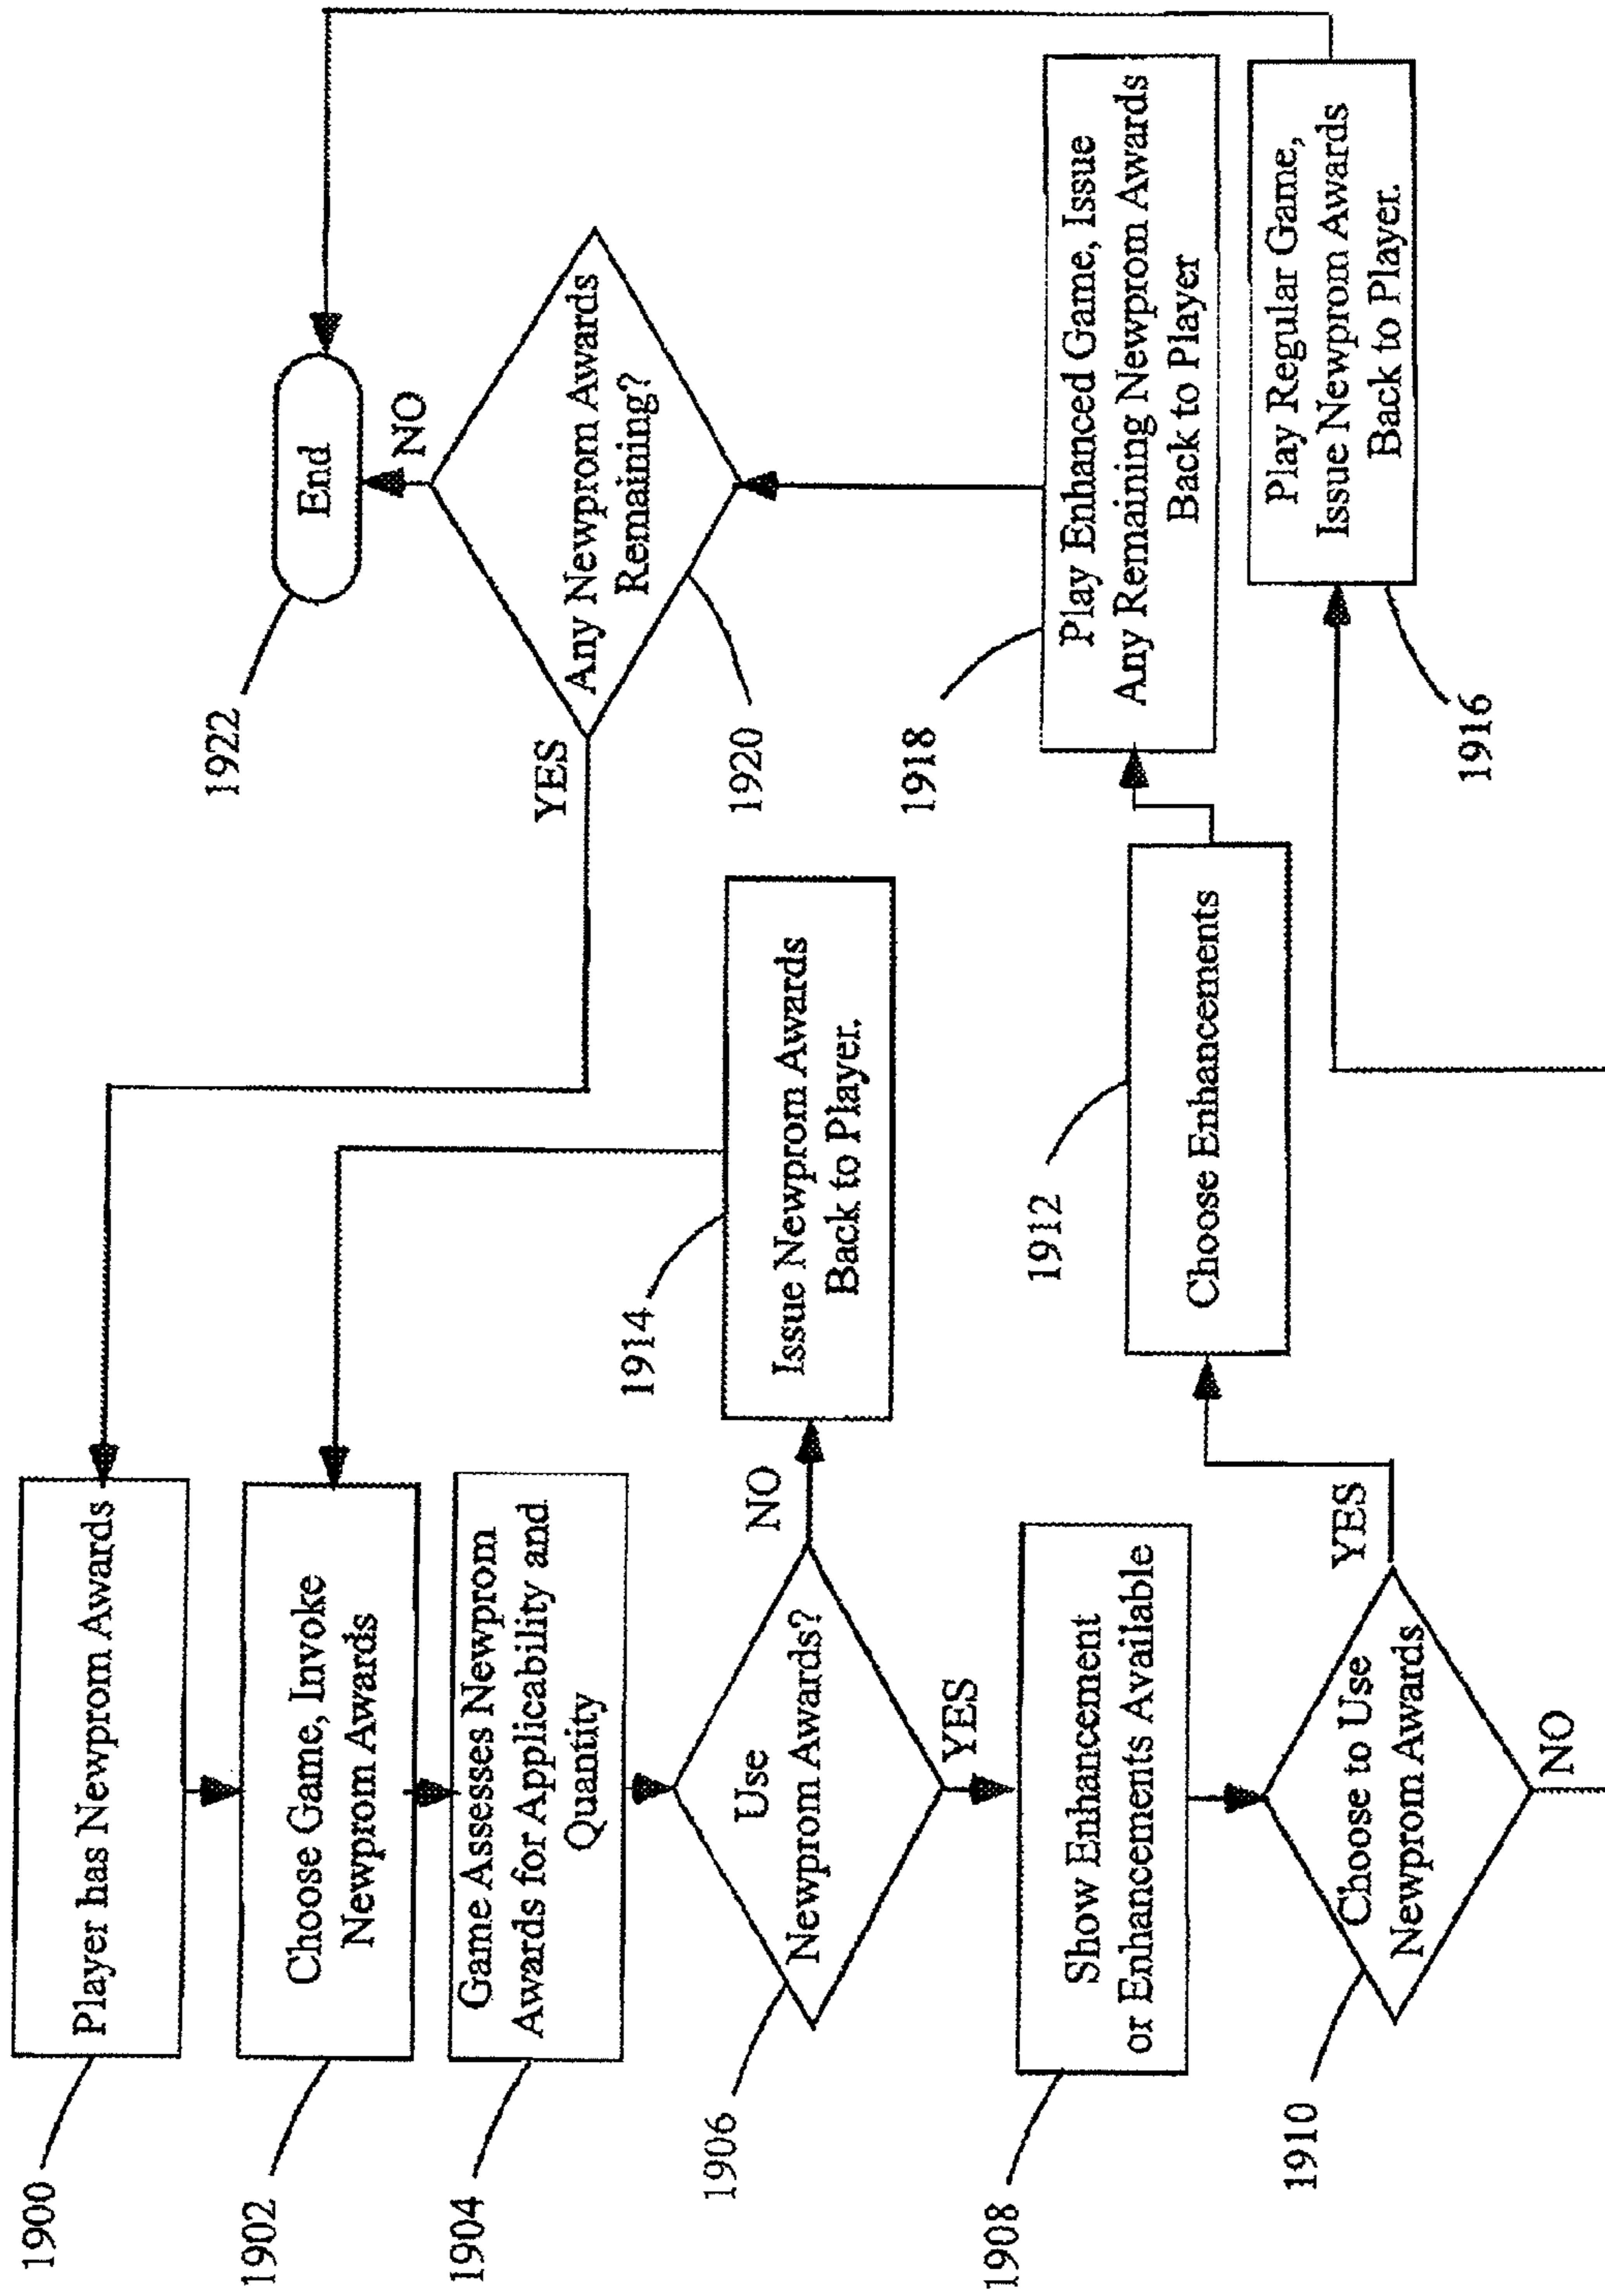 1900
Player has Newprom Awards
1902
Choose Game, Invoke
Newprom Awards
1904
Game Assesses Newprom
Awards for Applicability and
Quantity
1906
Use
Newprom Awards?
NO
YES
1914
Issue Newprom Awards
Back to Player.
1908
Show Enhancement
or Enhancements Available
1910
Choose to Use
Newprom Awards
YES
NO
1912
Choose Enhancements
1922
End
NO
Any Newprom Awards
Remaining?
YES
1920
1918
Play Enhanced Game, Issue
Any Remaining Newprom Awards
Back to Player
Play Regular Game,
Issue Newprom Awards
Back to Player.
1916